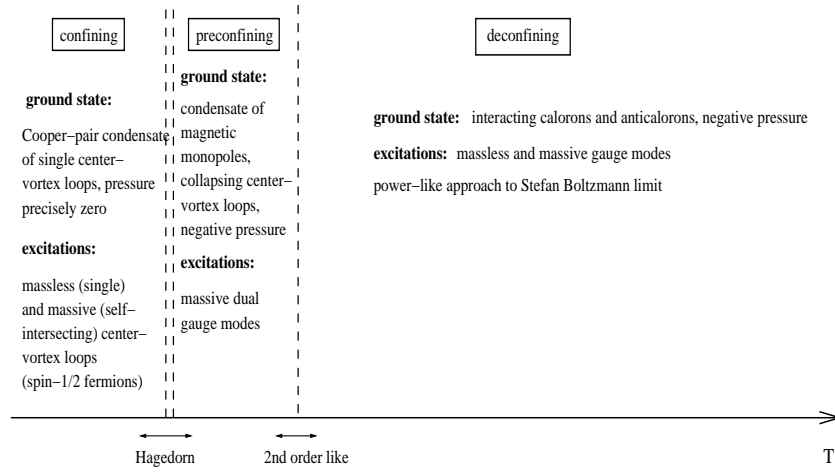 confining
ground state:
Cooper−pair condensate
of single center−
vortex loops, pressure
precisely zero
excitations:
massless (single)
and massive (self−
intersecting) center−
vortex loops
(spin−1/2 fermions)
preconfining
ground state:
condensate of
magnetic
monopoles,
collapsing center−
vortex loops,
negative pressure
excitations:
massive dual
gauge modes
deconfining
ground state: interacting calorons and anticalorons, negative pressure
excitations: massless and massive gauge modes
power−like approach to Stefan Boltzmann limit
Hagedorn
2nd order like
T